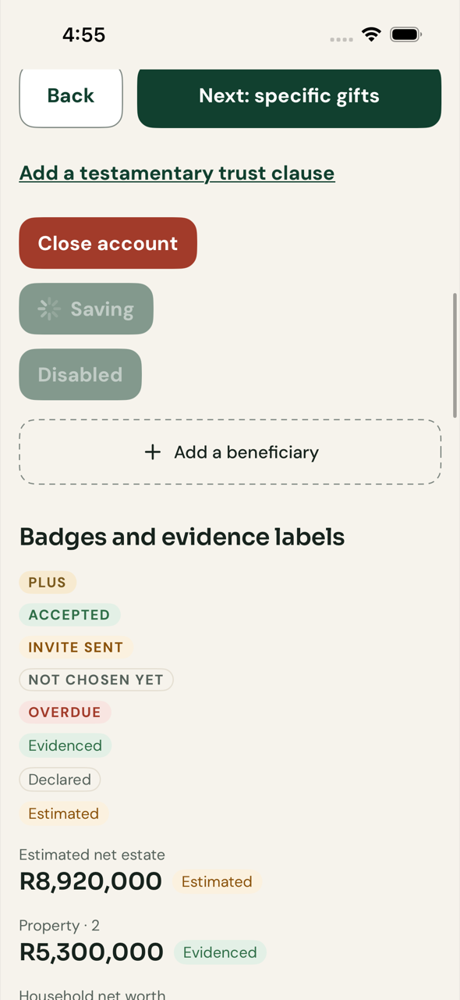 4:55
Back
Next: specific gifts
Add a testamentary trust clause
Close account
Saving
Disabled
Add a beneficiary
Badges and evidence labels
PLUS
ACCEPTED
INVITE SENT
NOT CHOSEN YET
OVERDUE
Evidenced
Declared
Estimated
Estimated net estate
R8,920,000 Estimated
Property · 2
R5,300,000 Evidenced
Household net worth